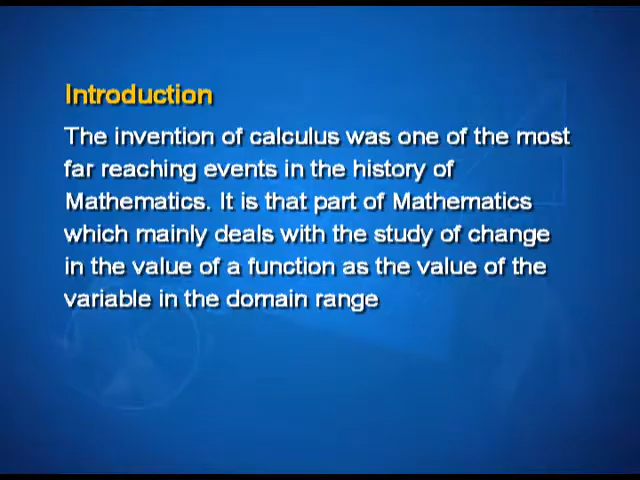 Introduction
The invention of calculus was one of the most
far reaching events in the history of
Mathematics. It is that part of Mathematics
which mainly deals with the study of change
in the value of a function as the value of the
variable in the domain range